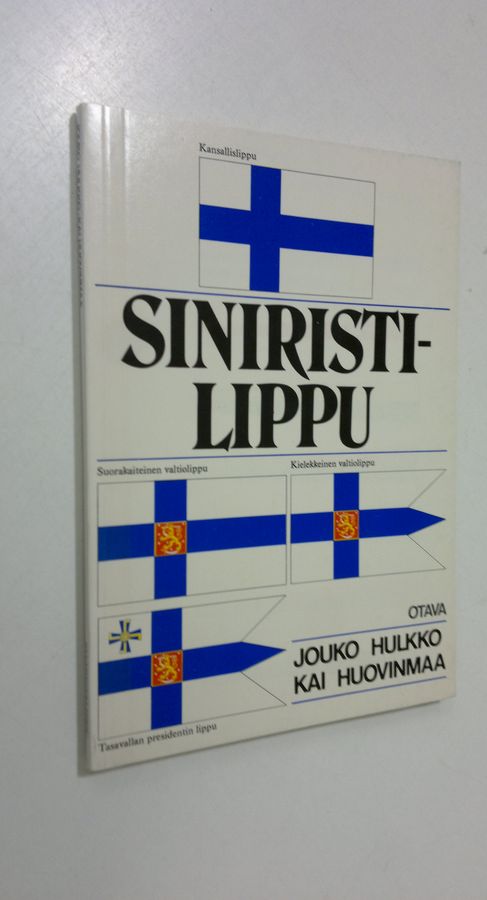 Kansallislippu
SINIRISTI-
LIPPU
Suorakaiteinen valtiolippu
Kielekkeinen valtiolippu
Tasavallan presidentin lippu
OTAVA
JOUKO HULKKO
KAI HUOVINMAA